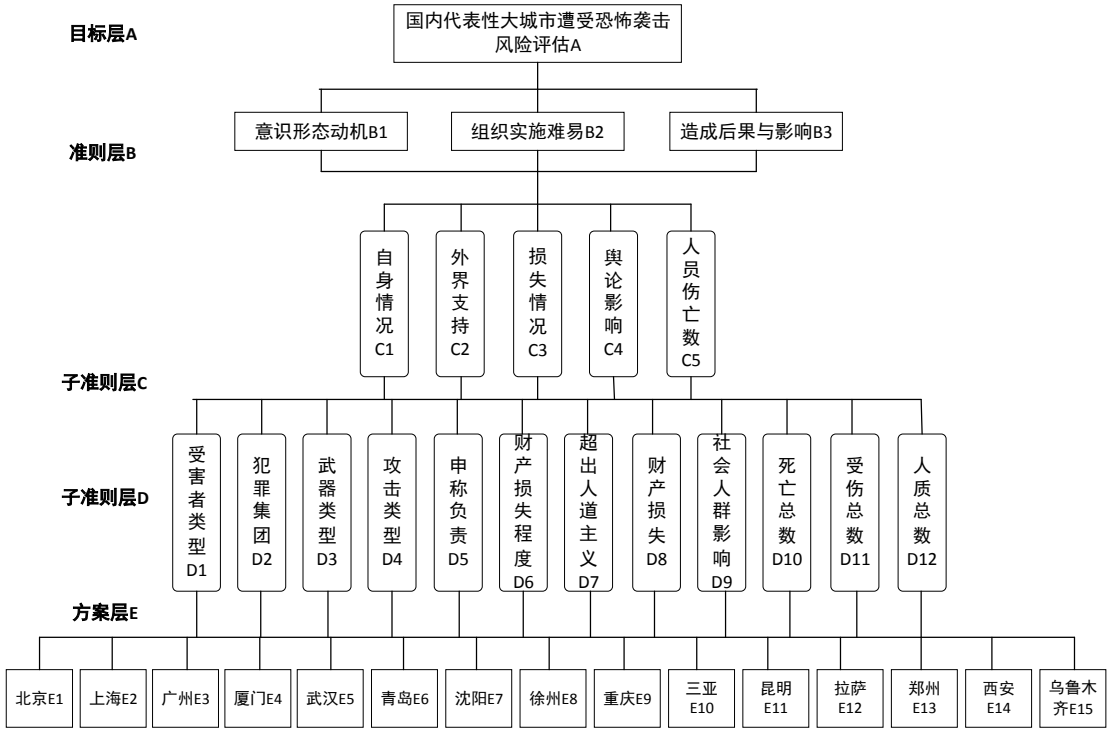 目标层A
国内代表性大城市遭受恐怖袭击
风险评估A
准则层B
意识形态动机B1
组织实施难易B2
造成后果与影响B3
子准则层C
自身情况C1
外界支持C2
损失情况C3
舆论影响C4
人员伤亡数C5
子准则层D
受害者类型D1
犯罪集团D2
武器类型D3
攻击类型D4
申称负责D5
财产损失程度D6
超出人道主义D7
财产损失D8
社会人群影响D9
死亡总数D10
受伤总数D11
人质总数D12
方案层E
北京E1
上海E2
广州E3
厦门E4
武汉E5
青岛E6
沈阳E7
徐州E8
重庆E9
三亚
E10
昆明
E11
拉萨
E12
郑州
E13
西安
E14
乌鲁木
齐E15